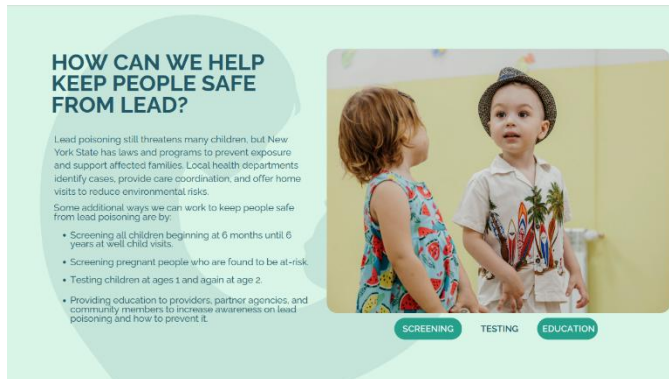 HOW CAN WE HELP
KEEP PEOPLE SAFE
FROM LEAD?
Lead poisoning still threatens many children, but New
York State has laws and programs to prevent exposure
and support affected families. Local health departments
identify cases, provide care coordination, and offer home
visits to reduce environmental risks.
Some additional ways we can work to keep people safe
from lead poisoning are by:
• Screening all children beginning at 6 months until 6
years at well child visits.
• Screening pregnant people who are found to be at-risk.
• Testing children at ages 1 and again at age 2.
• Providing education to providers, partner agencies, and
community members to increase awareness on lead
poisoning and how to prevent it.
SCREENING
TESTING
EDUCATION